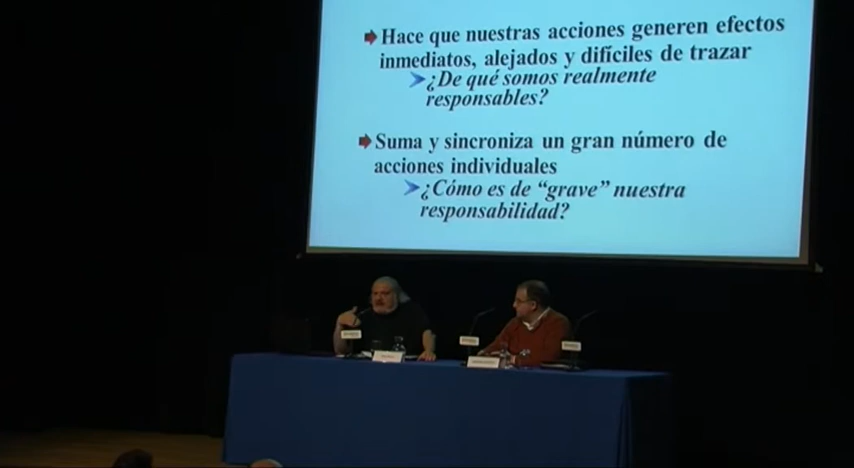 Hace que nuestras acciones generen efectos
inmediatos, alejados y difíciles de trazar
¿De qué somos realmente
responsables?
Suma y sincroniza un gran número de
acciones individuales
¿Cómo es de “grave” nuestra
responsabilidad?